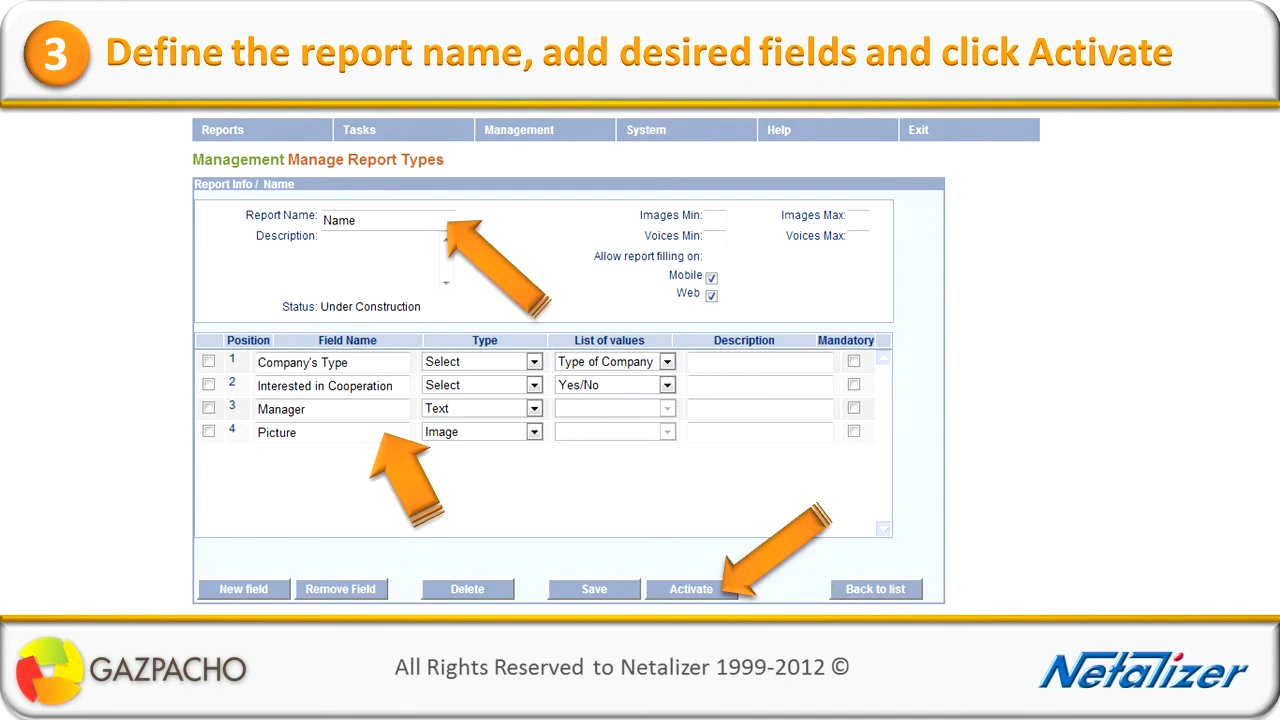 3 Define the report name, add desired fields and click Activate
Reports Tasks Management System Help Exit
Management Manage Report Types
Report Info / Name
Report Name: Name Images Min: Images Max:
Description: Voices Min: Voices Max:
Allow report filling on:
Mobile
Web
Status: Under Construction
Position Field Name Type List of values Description Mandatory
1 Company's Type Select Type of Company
2 Interested in Cooperation Select Yes/No
3 Manager Text
4 Picture Image
New field Remove Field Delete Save Activate Back to list
GAZPACHO All Rights Reserved to Netalizer 1999-2012 © Netalizer